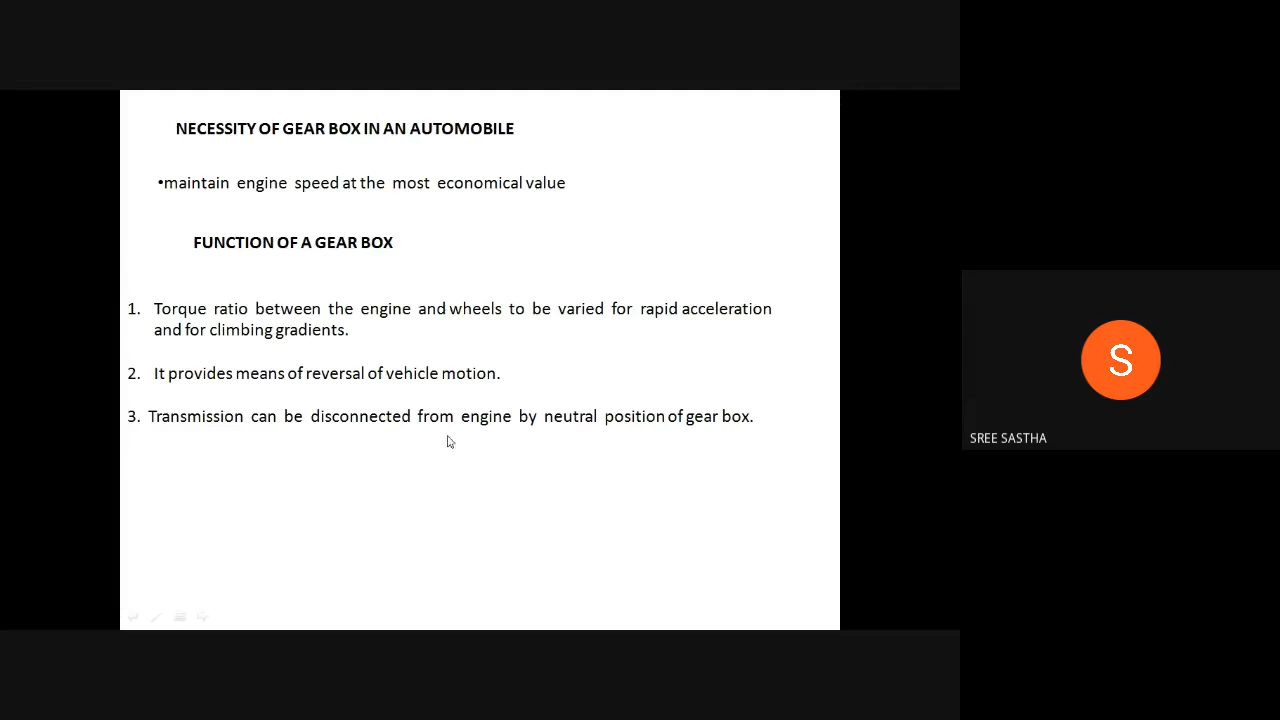 NECESSITY OF GEAR BOX IN AN AUTOMOBILE
•maintain engine speed at the most economical value
FUNCTION OF A GEAR BOX
1. Torque ratio between the engine and wheels to be varied for rapid acceleration
and for climbing gradients.
2. It provides means of reversal of vehicle motion.
3. Transmission can be disconnected from engine by neutral position of gear box.
S
SREE SASTHA